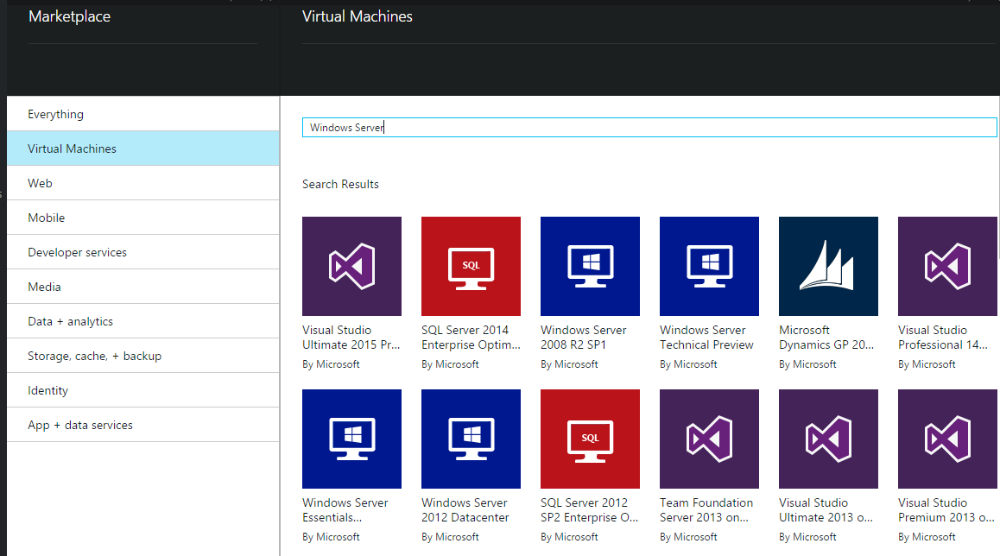 Marketplace
Virtual Machines
Everything
Virtual Machines
Web
Mobile
Developer services
Media
Data + analytics
Storage, cache, + backup
Identity
App + data services
Windows Server
Search Results
SQL
Visual Studio
Ultimate 2015 Pr...
By Microsoft
SQL Server 2014
Enterprise Optim...
By Microsoft
Windows Server
2008 R2 SP1
By Microsoft
Windows Server
Technical Preview
By Microsoft
Microsoft
Dynamics GP 20...
By Microsoft
Visual Studio
Professional 14...
By Microsoft
SQL
Windows Server
Essentials...
By Microsoft
Windows Server
2012 Datacenter
By Microsoft
SQL Server 2012
SP2 Enterprise O...
By Microsoft
Team Foundation
Server 2013 on...
By Microsoft
Visual Studio
Ultimate 2013 o...
By Microsoft
Visual Studio
Premium 2013 o...
By Microsoft